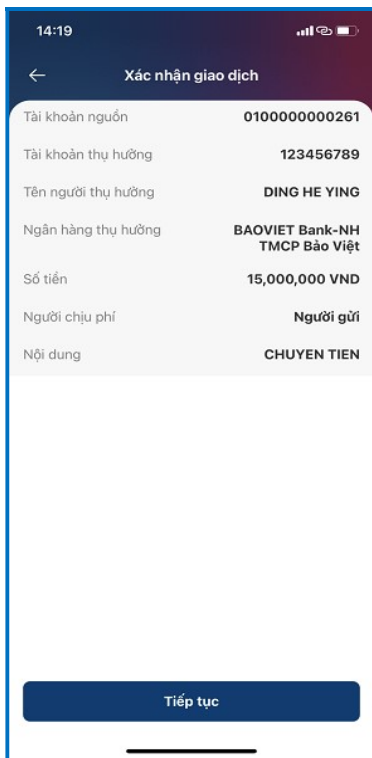 14:19
Xác nhận giao dịch
Tài khoản nguồn 0100000000261
Tài khoản thụ hưởng 123456789
Tên người thụ hưởng DING HE YING
Ngân hàng thụ hưởng BAOVIET Bank-NH
TMCP Bảo Việt
Số tiền 15,000,000 VND
Người chịu phí Người gửi
Nội dung CHUYEN TIEN
Tiếp tục